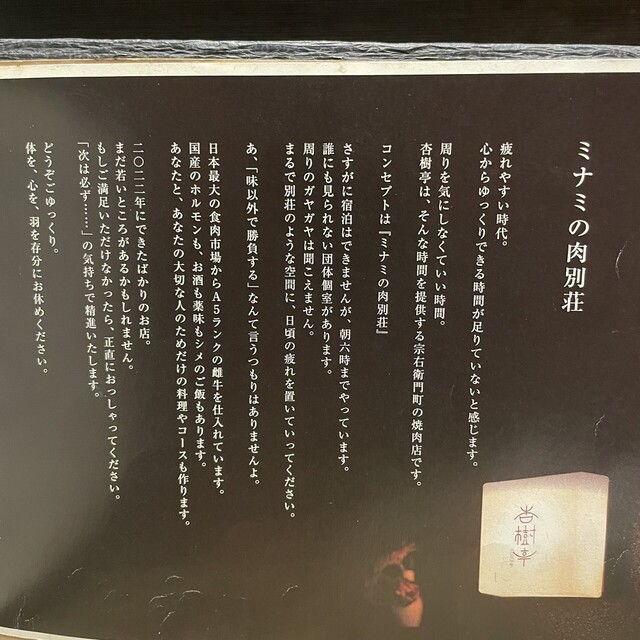 ミナミの肉別荘
疲れやすい時代。
心からゆっくりできる時間が足りていないと感じます。
周りを気にしなくていい時間。
杏樹亭は、そんな時間を提供する宗右衛門町の焼肉店です。
コンセプトは『ミナミの肉別荘』
さすがに宿泊はできませんが、朝六時までやっています。
誰にも見られない団体個室があります。
周りのガヤガヤは聞こえません。
まるで別荘のような空間に、日頃の疲れを置いていってください。
あ、「味以外で勝負する」なんて言うつもりはありませんよ。
日本最大の食肉市場からA5ランクの雌牛を仕入れています。
国産のホルモンも、お酒も薬味もシメのご飯もあります。
あなたと、あなたの大切な人のためだけの料理やコースも作ります。
二〇二二年にできたばかりのお店。
まだ若いところがあるかもしれません。
もしご満足いただけなかったら、正直におっしゃってください。
「次は必ず……」の気持ちで精進いたします。
どうぞごゆっくり。
体を、心を、羽を存分にお休めください。
杏樹亭